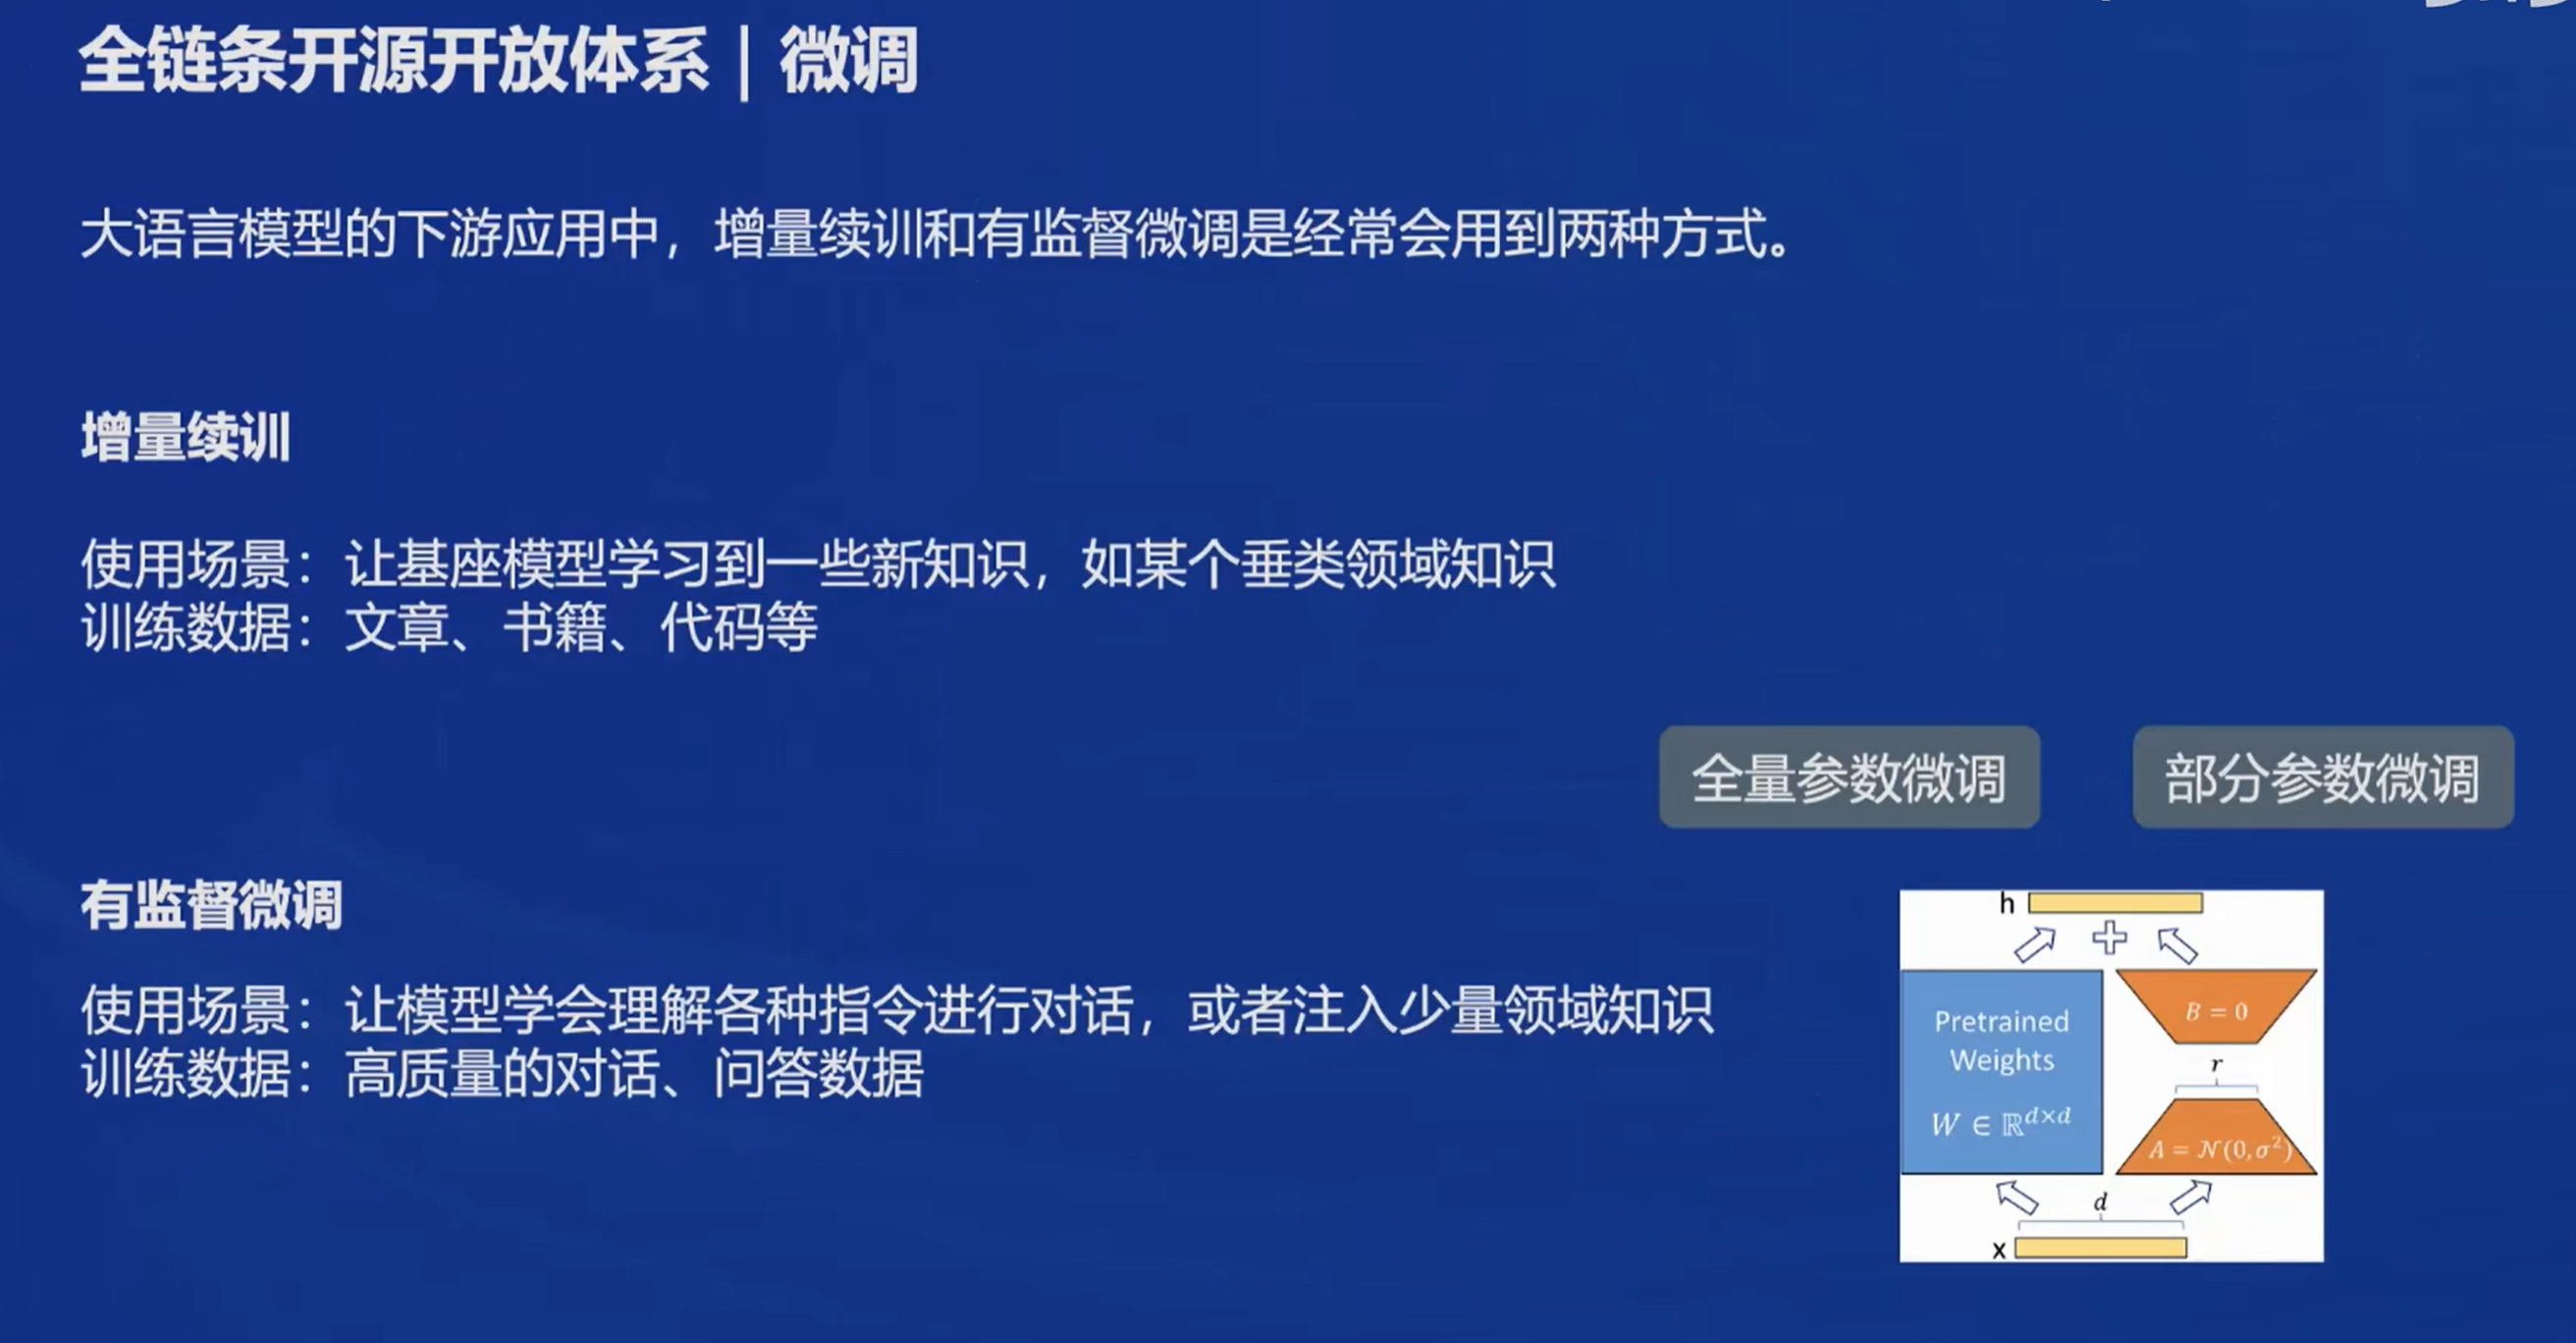 全链条开源开放体系 | 微调
大语言模型的下游应用中，增量续训和有监督微调是经常会用到两种方式。
增量续训
使用场景：让基座模型学习到一些新知识，如某个垂类领域知识
训练数据：文章、书籍、代码等
全量参数微调
部分参数微调
有监督微调
使用场景：让模型学会理解各种指令进行对话，或者注入少量领域知识
训练数据：高质量的对话、问答数据
h
Pretrained
Weights
W ∈ ℝ^{d×d}
B = 0
r
A = 𝒩(0, σ²)
d
x